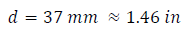 d = 37 mm ≈ 1.46 in